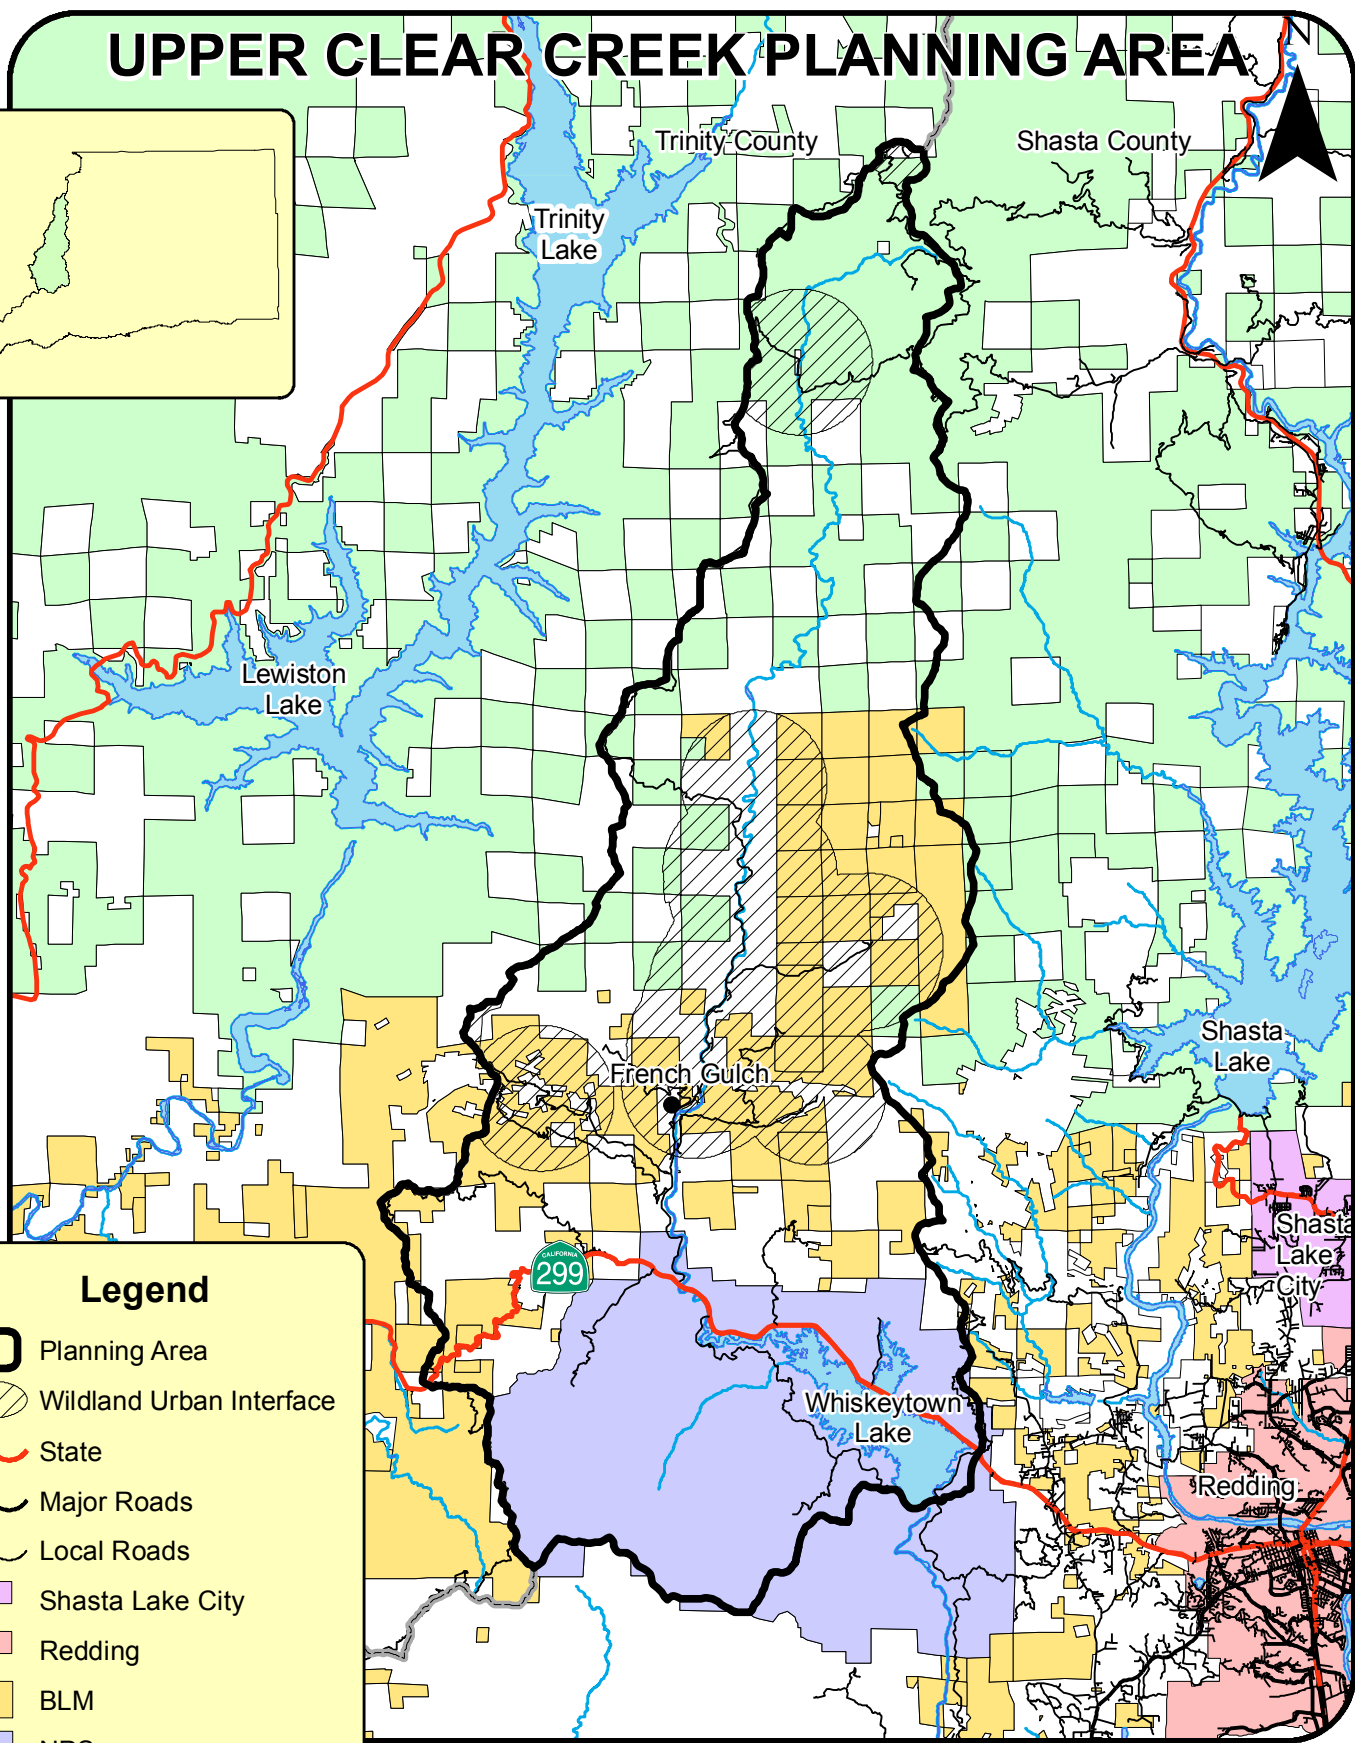 UPPER CLEAR CREEK PLANNING AREA
N
Trinity County
Shasta County
Trinity
Lake
Lewiston
Lake
Shasta
Lake
French Gulch
Shasta
Lake
City
CALIFORNIA
299
Whiskeytown
Lake
Redding
Legend
Planning Area
Wildland Urban Interface
State
Major Roads
Local Roads
Shasta Lake City
Redding
BLM
NPS